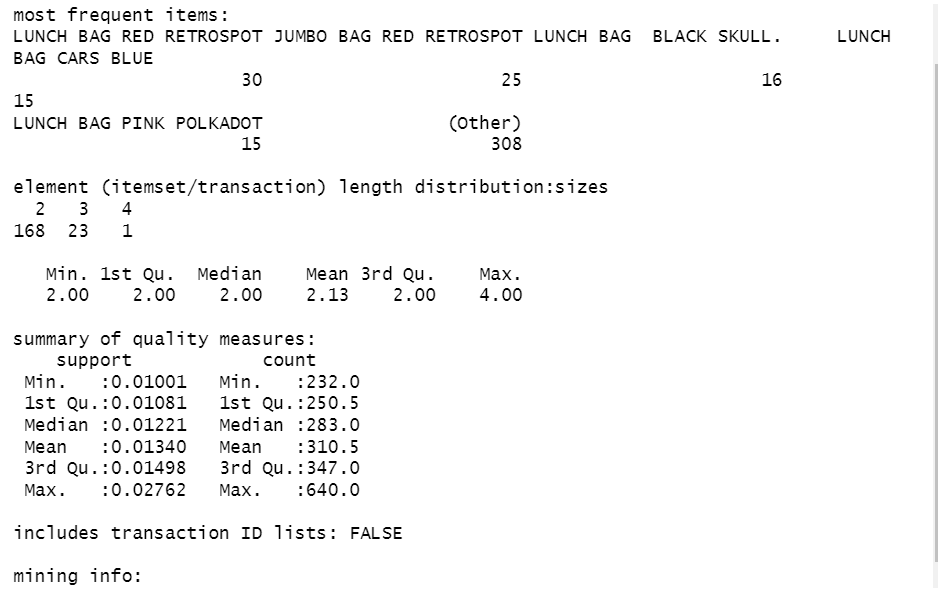 most frequent items:
LUNCH BAG RED RETROSPOT JUMBO BAG RED RETROSPOT LUNCH BAG  BLACK SKULL.     LUNCH
BAG CARS BLUE
                     30                      25                      16
15
LUNCH BAG PINK POLKADOT                 (Other)
                     15                     308

element (itemset/transaction) length distribution:sizes
  2   3   4
168  23   1

   Min. 1st Qu.  Median    Mean 3rd Qu.    Max.
   2.00    2.00    2.00    2.13    2.00    4.00

summary of quality measures:
    support            count
 Min.   :0.01001   Min.   :232.0
 1st Qu.:0.01081   1st Qu.:250.5
 Median :0.01221   Median :283.0
 Mean   :0.01340   Mean   :310.5
 3rd Qu.:0.01498   3rd Qu.:347.0
 Max.   :0.02762   Max.   :640.0

includes transaction ID lists: FALSE

mining info: